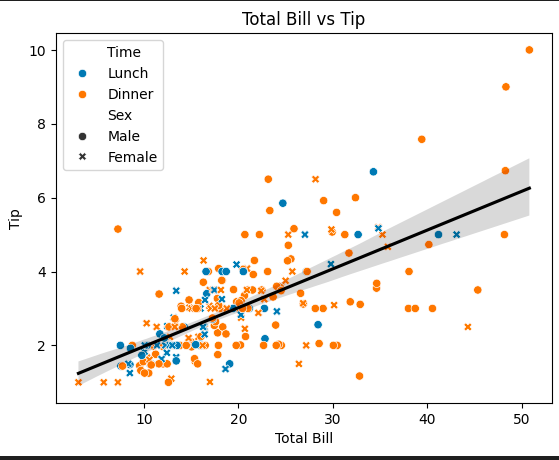 Total Bill vs Tip
Time
Lunch
Dinner
Sex
Male
Female
10
8
6
4
2
Tip
10
20
30
40
50
Total Bill